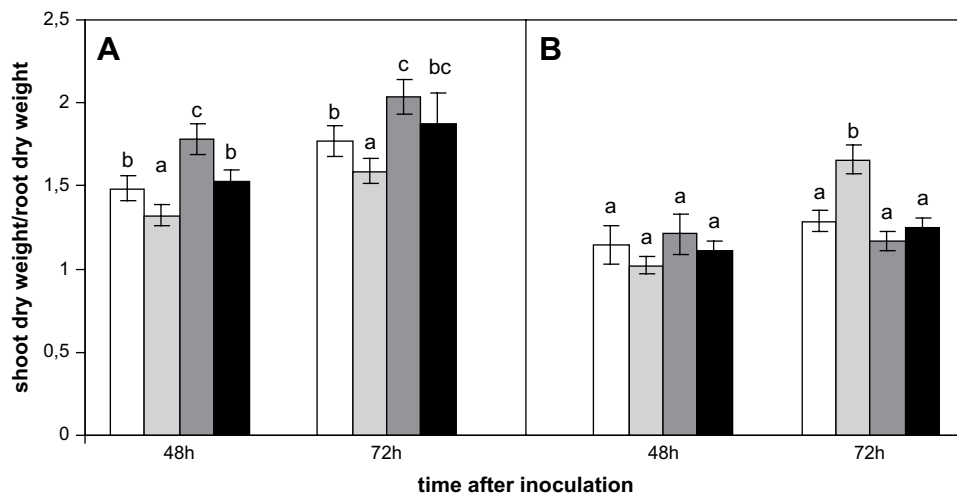 shoot dry weight/root dry weight
2,5
2
1,5
1
0,5
0
A
b
a
c
b
b
a
c
bc
B
a
a
a
a
a
b
a
a
48h
72h
48h
72h
time after inoculation